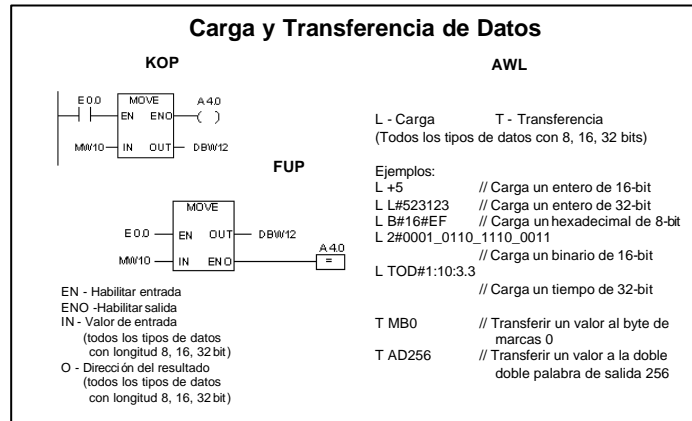 Carga y Transferencia de Datos
KOP
E 0.0
MOVE
A 4.0
EN ENO
( )
MW10 IN OUT DBW12
FUP
MOVE
E 0.0 EN OUT DBW12
A 4.0
MW10 IN ENO =
EN - Habilitar entrada
ENO -Habilitar salida
IN - Valor de entrada
(todos los tipos de datos
con longitud 8, 16, 32 bit)
O - Dirección del resultado
(todos los tipos de datos
con longitud 8, 16, 32 bit)
AWL
L - Carga T - Transferencia
(Todos los tipos de datos con 8, 16, 32 bits)
Ejemplos:
L +5 // Carga un entero de 16-bit
L L#523123 // Carga un entero de 32-bit
L B#16#EF // Carga un hexadecimal de 8-bit
L 2#0001_0110_1110_0011
// Carga un binario de 16-bit
L TOD#1:10:3.3
// Carga un tiempo de 32-bit
T MB0 // Transferir un valor al byte de
marcas 0
T AD256 // Transferir un valor a la doble
doble palabra de salida 256